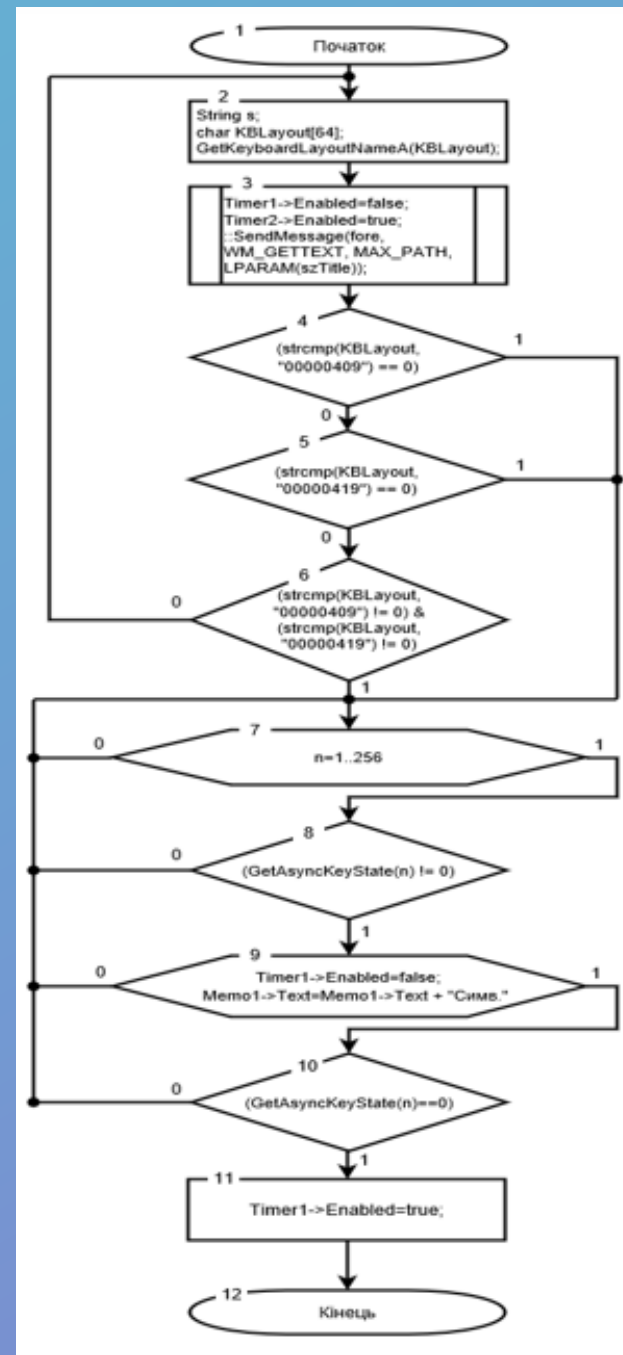 1
Початок
2
String s;
char KBLayout[64];
GetKeyboardLayoutNameA(KBLayout);
3
Timer1->Enabled=false;
Timer2->Enabled=true;
::SendMessage(fore,
WM_GETTEXT, MAX_PATH,
LPARAM(szTitle));
4
(strcmp(KBLayout,
"00000409") == 0)
1
0
5
(strcmp(KBLayout,
"00000419") == 0)
1
0
6
(strcmp(KBLayout,
"00000409") != 0) &
(strcmp(KBLayout,
"00000419") != 0)
0
1
7
n=1..256
0
1
8
(GetAsyncKeyState(n) != 0)
0
1
9
Timer1->Enabled=false;
Memo1->Text=Memo1->Text + "Симв."
0
1
10
(GetAsyncKeyState(n)==0)
0
1
11
Timer1->Enabled=true;
12
Кінець